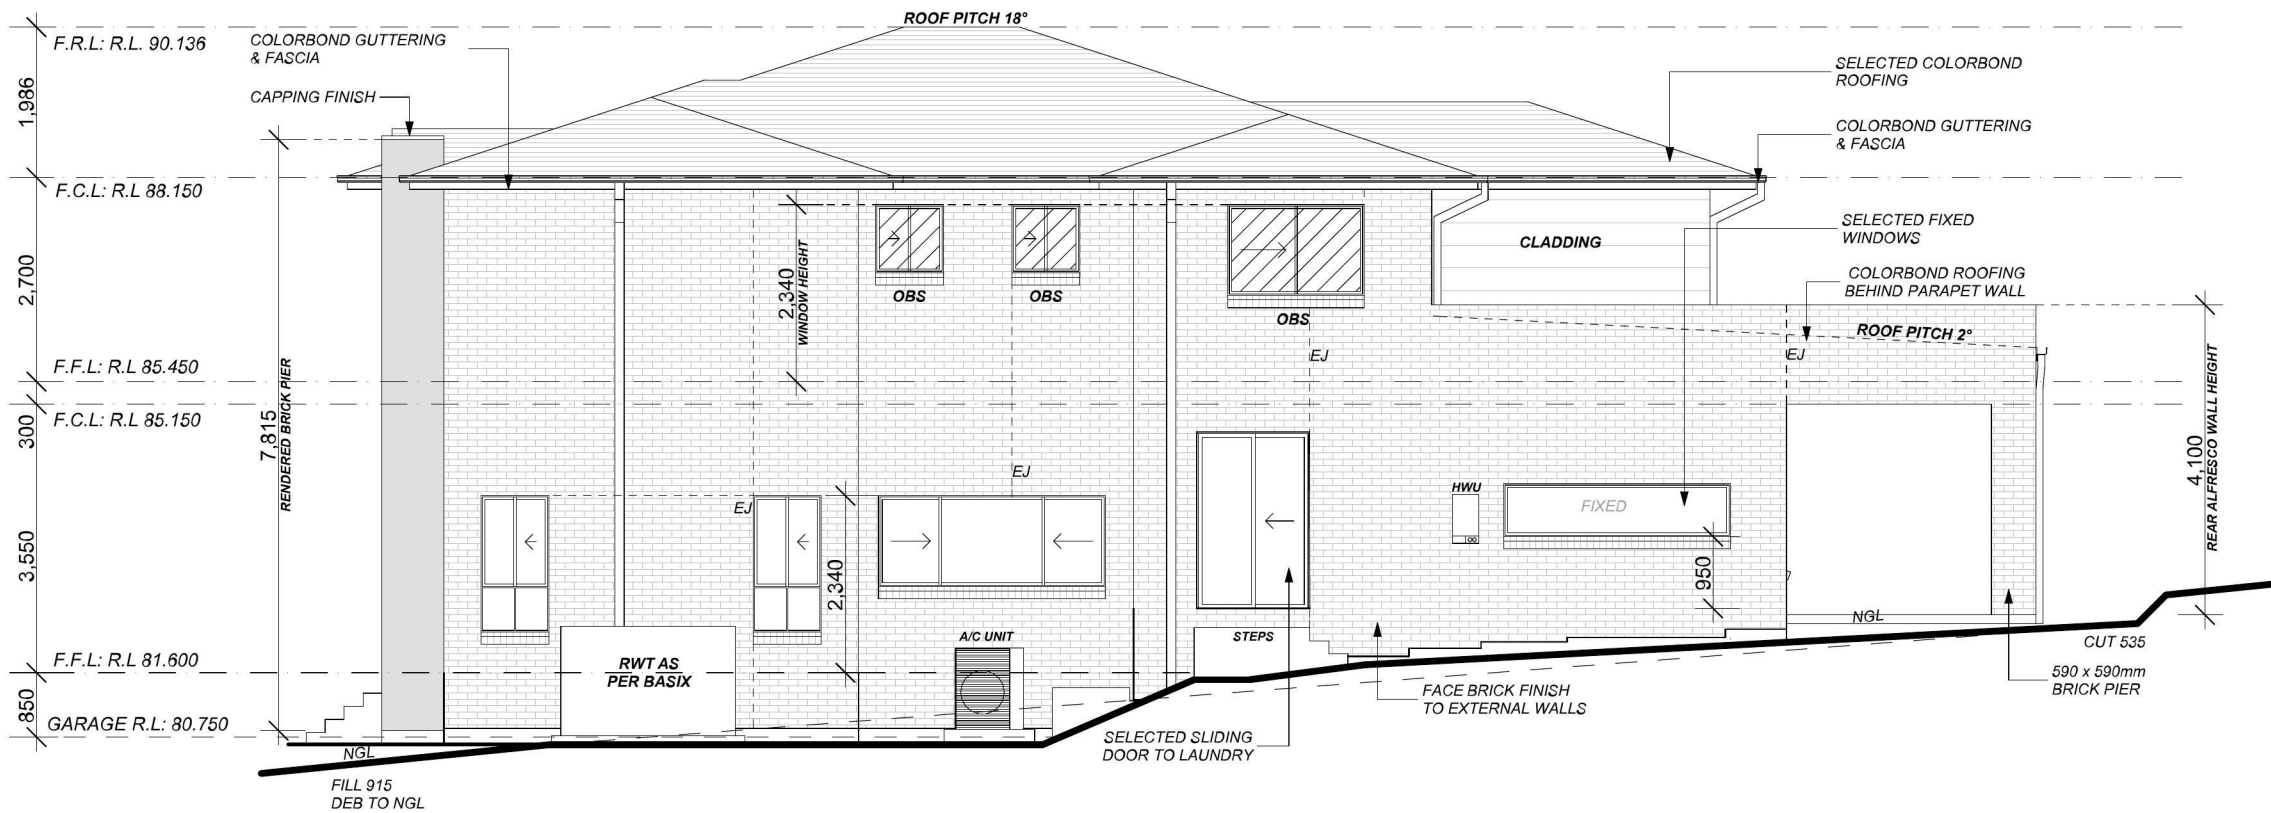 ROOF PITCH 18°
F.R.L: R.L. 90.136
COLORBOND GUTTERING
& FASCIA
CAPPING FINISH
1,986
SELECTED COLORBOND
ROOFING
COLORBOND GUTTERING
& FASCIA
F.C.L: R.L 88.150
SELECTED FIXED
WINDOWS
CLADDING
2,700
2,340
WINDOW HEIGHT
OBS
OBS
OBS
COLORBOND ROOFING
BEHIND PARAPET WALL
ROOF PITCH 2°
EJ
EJ
F.F.L: R.L 85.450
300
F.C.L: R.L 85.150
7,815
RENDERED BRICK PIER
4,100
REAR ALFRESCO WALL HEIGHT
EJ
EJ
HWU
FIXED
3,550
2,340
950
NGL
A/C UNIT
STEPS
CUT 535
F.F.L: R.L 81.600
RWT AS
PER BASIX
590 x 590mm
BRICK PIER
FACE BRICK FINISH
TO EXTERNAL WALLS
850
GARAGE R.L: 80.750
SELECTED SLIDING
DOOR TO LAUNDRY
NGL
FILL 915
DEB TO NGL